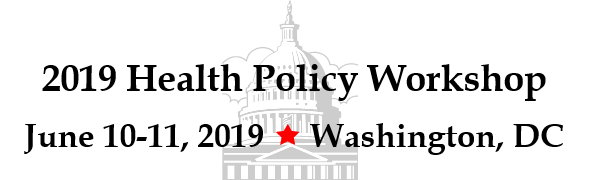 2019 Health Policy Workshop
June 10-11, 2019 ★ Washington, DC